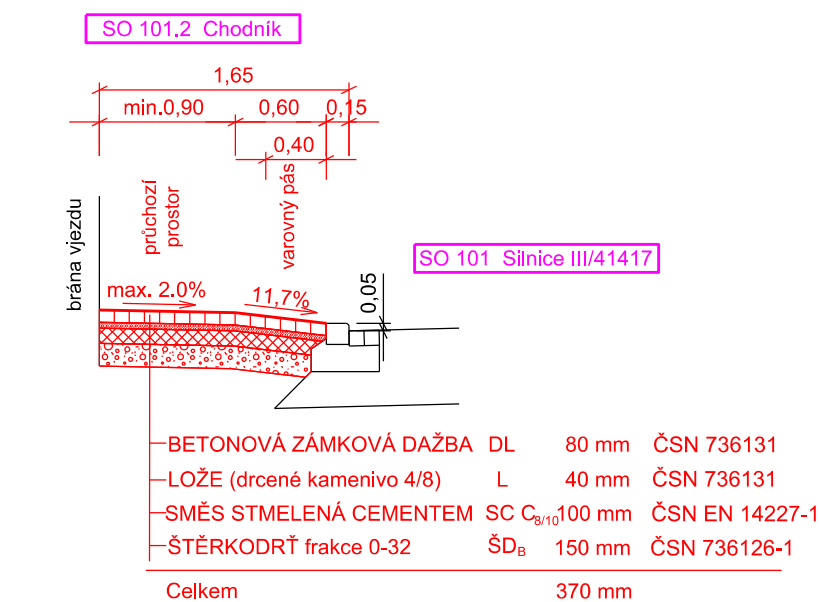 SO 101.2 Chodník
1,65
min.0,90 0,60 0,15
0,40
brána vjezdu
průchozí
prostor
varovný pás
SO 101 Silnice III/41417
max. 2.0%
11,7%
0,05
BETONOVÁ ZÁMKOVÁ DAŽBA DL 80 mm ČSN 736131
LOŽE (drcené kamenivo 4/8) L 40 mm ČSN 736131
SMĚS STMELENÁ CEMENTEM SC C8/10 100 mm ČSN EN 14227-1
ŠTĚRKODRŤ frakce 0-32 ŠDB 150 mm ČSN 736126-1
Celkem 370 mm